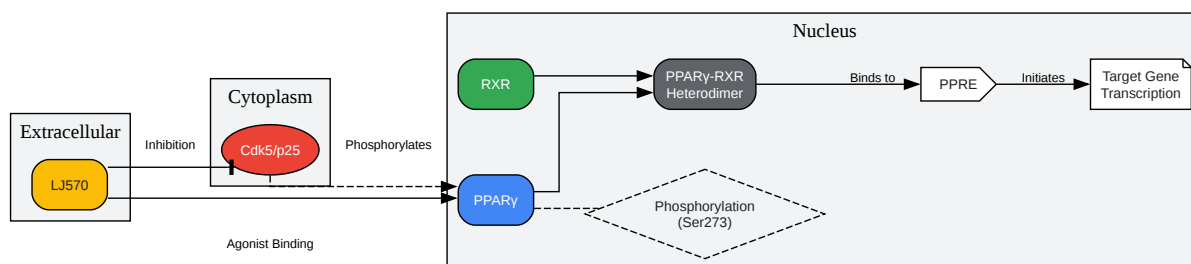 Nucleus
RXR
PPARγ-RXR
Heterodimer
Binds to
PPRE
Initiates
Target Gene
Transcription
Cytoplasm
Extracellular
Inhibition
Cdk5/p25
Phosphorylates
LJ570
PPARγ
Phosphorylation
(Ser273)
Agonist Binding